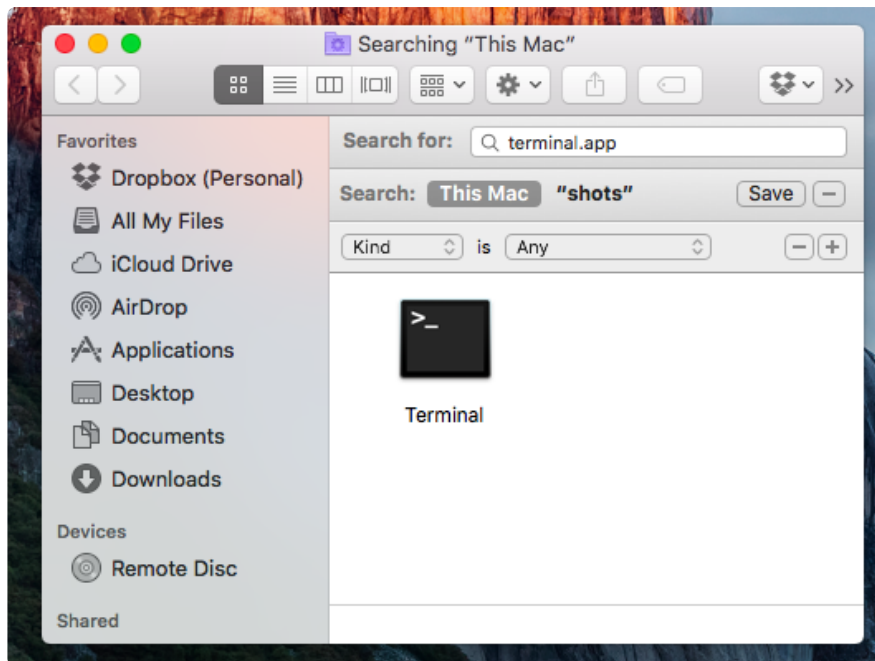 Searching “This Mac”
Favorites
Dropbox (Personal)
All My Files
iCloud Drive
AirDrop
Applications
Desktop
Documents
Downloads
Devices
Remote Disc
Shared
Search for: terminal.app
Search: This Mac “shots” Save
Kind is Any
>_
Terminal